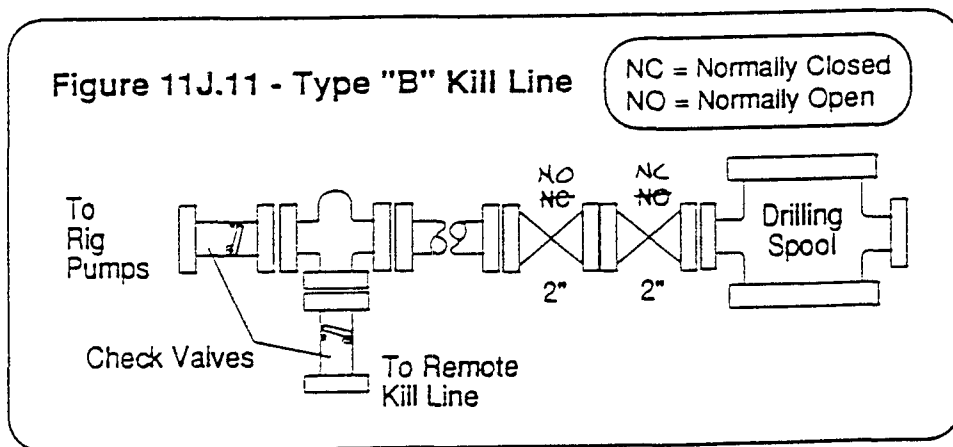 Figure 11J.11 - Type "B" Kill Line
NC = Normally Closed
NO = Normally Open
NO NC
NC NO
To
Rig
Pumps
Drilling
Spool
2" 2"
Check Valves
To Remote
Kill Line